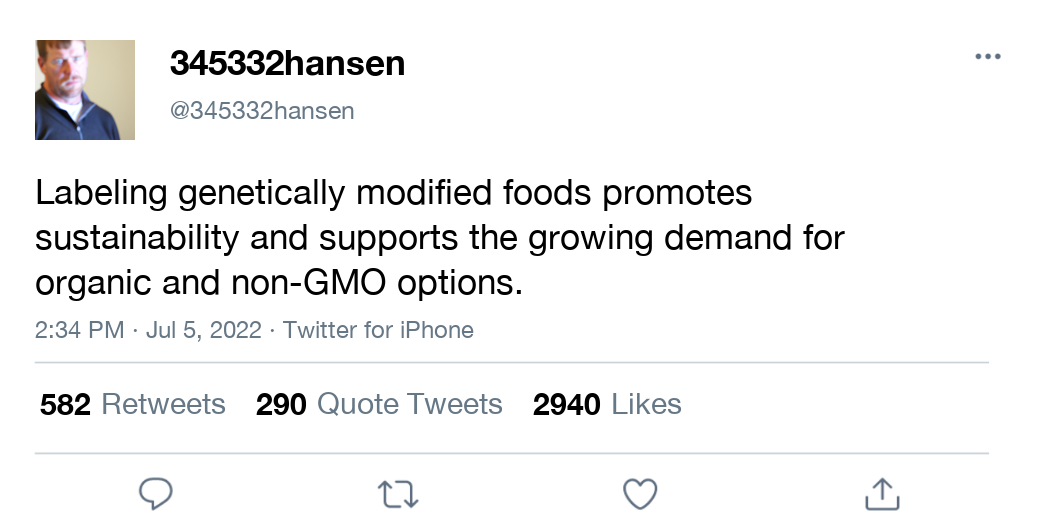 345332hansen
@345332hansen
Labeling genetically modified foods promotes
sustainability and supports the growing demand for
organic and non-GMO options.
2:34 PM · Jul 5, 2022 · Twitter for iPhone
582 Retweets 290 Quote Tweets 2940 Likes